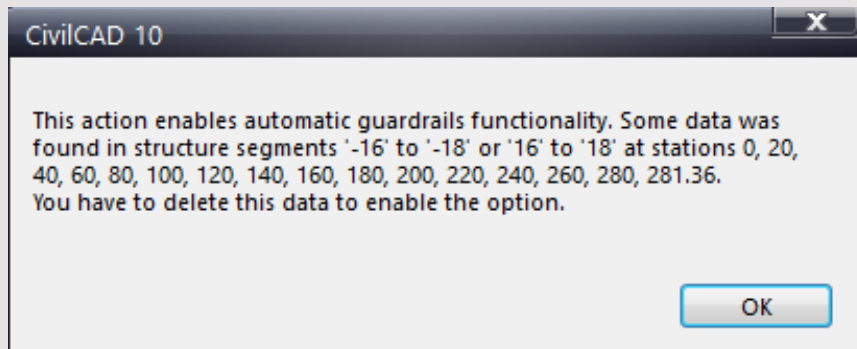 CivilCAD 10
This action enables automatic guardrails functionality. Some data was
found in structure segments '-16' to '-18' or '16' to '18' at stations 0, 20,
40, 60, 80, 100, 120, 140, 160, 180, 200, 220, 240, 260, 280, 281.36.
You have to delete this data to enable the option.
OK